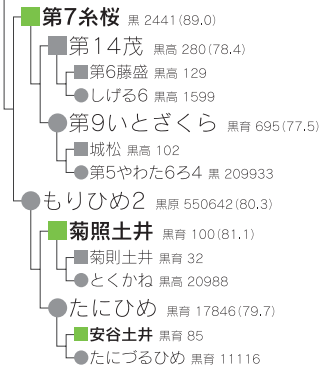 第7糸桜 黒 2441(89.0)
第14茂 黒高 280(78.4)
第6藤盛 黒高 129
しげる6 黒高 1599
第9いとざくら 黒育 695(77.5)
城松 黒高 102
第5やわた6ろ4 黒 209933
もりひめ2 黒原 550642(80.3)
菊照土井 黒育 100(81.1)
菊則土井 黒育 32
とくかね 黒高 20988
たにひめ 黒育 17846(79.7)
安谷土井 黒育 85
たにづるひめ 黒育 11116